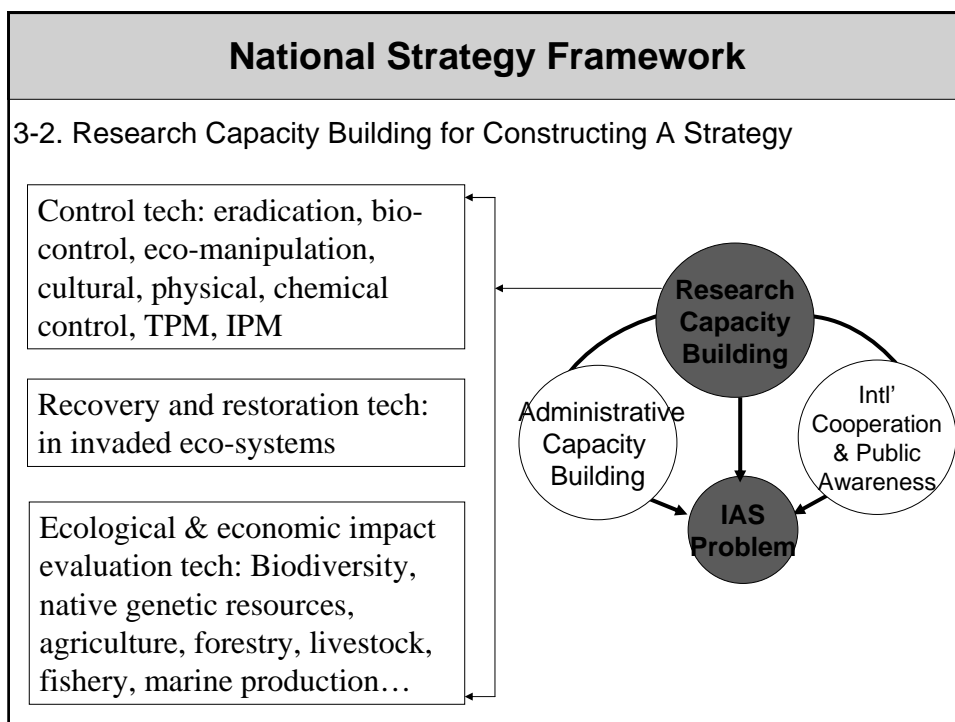 National Strategy Framework
3-2. Research Capacity Building for Constructing A Strategy
Control tech: eradication, bio-
control, eco-manipulation,
cultural, physical, chemical
control, TPM, IPM
Recovery and restoration tech:
in invaded eco-systems
Ecological & economic impact
evaluation tech: Biodiversity,
native genetic resources,
agriculture, forestry, livestock,
fishery, marine production…
Research
Capacity
Building
Administrative
Capacity
Building
Intl’
Cooperation
& Public
Awareness
IAS
Problem